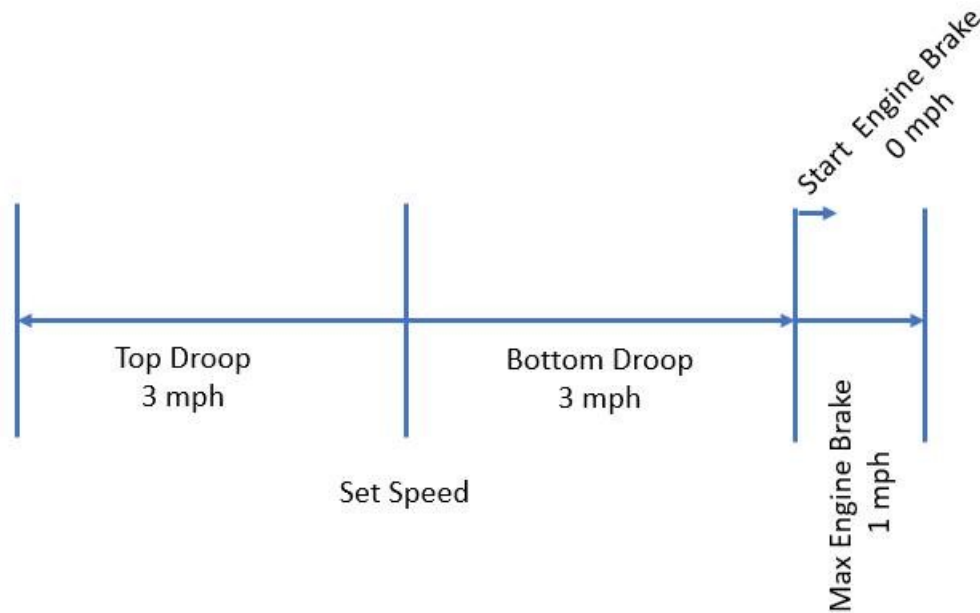 Start Engine Brake
0 mph
Top Droop
3 mph
Bottom Droop
3 mph
Set Speed
Max Engine Brake
1 mph